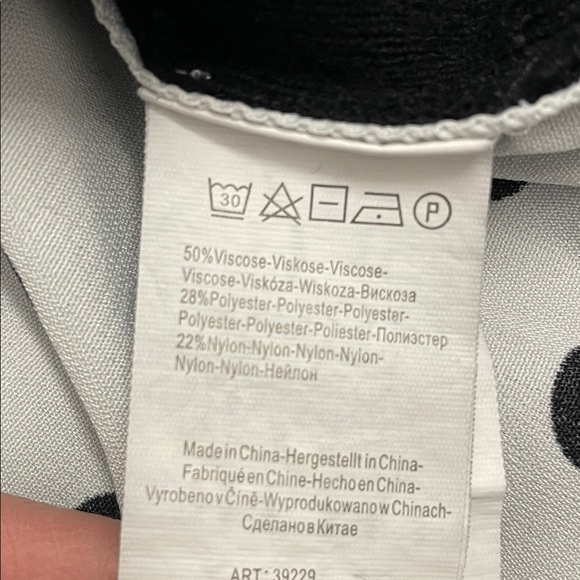 30
P
50%Viscose-Viskose-Viscose-
Viscose-Viskóza-Wiskoza-Вискоза
28%Polyester-Polyester-Polyester-
Polyester-Polyester-Poliester-Полиэстер
22%Nylon-Nylon-Nylon-Nylon-
Nylon-Nylon-Нейлон
Made in China-Hergestellt in China-
Fabriqué en Chine-Hecho en China-
Vyrobeno v Číně-Wyprodukowano w Chinach-
Сделано в Китае
ART: 39229